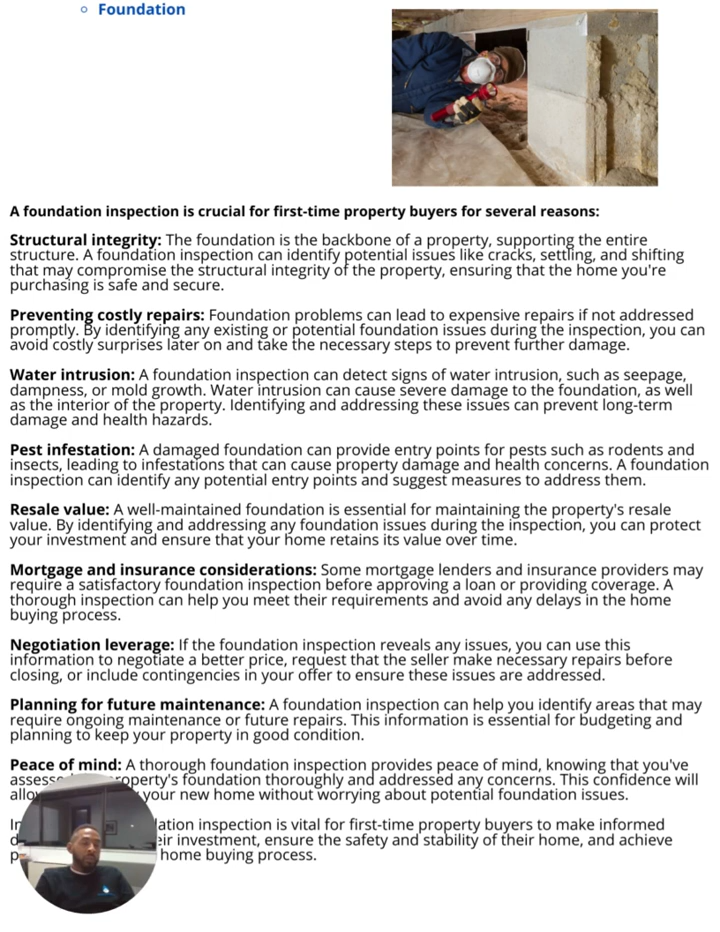 Foundation
A foundation inspection is crucial for first-time property buyers for several reasons:
Structural integrity: The foundation is the backbone of a property, supporting the entire
structure. A foundation inspection can identify potential issues like cracks, settling, and shifting
that may compromise the structural integrity of the property, ensuring that the home you're
purchasing is safe and secure.
Preventing costly repairs: Foundation problems can lead to expensive repairs if not addressed
promptly. By identifying any existing or potential foundation issues during the inspection, you can
avoid costly surprises later on and take the necessary steps to prevent further damage.
Water intrusion: A foundation inspection can detect signs of water intrusion, such as seepage,
dampness, or mold growth. Water intrusion can cause severe damage to the foundation, as well
as the interior of the property. Identifying and addressing these issues can prevent long-term
damage and health hazards.
Pest infestation: A damaged foundation can provide entry points for pests such as rodents and
insects, leading to infestations that can cause property damage and health concerns. A foundation
inspection can identify any potential entry points and suggest measures to address them.
Resale value: A well-maintained foundation is essential for maintaining the property's resale
value. By identifying and addressing any foundation issues during the inspection, you can protect
your investment and ensure that your home retains its value over time.
Mortgage and insurance considerations: Some mortgage lenders and insurance providers may
require a satisfactory foundation inspection before approving a loan or providing coverage. A
thorough inspection can help you meet their requirements and avoid any delays in the home
buying process.
Negotiation leverage: If the foundation inspection reveals any issues, you can use this
information to negotiate a better price, request that the seller make necessary repairs before
closing, or include contingencies in your offer to ensure these issues are addressed.
Planning for future maintenance: A foundation inspection can help you identify areas that may
require ongoing maintenance or future repairs. This information is essential for budgeting and
planning to keep your property in good condition.
Peace of mind: A thorough foundation inspection provides peace of mind, knowing that you've
foundation thoroughly and addressed any concerns. This confidence will
your new home without worrying about potential foundation issues.
inspection is vital for first-time property buyers to make informed
investment, ensure the safety and stability of their home, and achieve
home buying process.